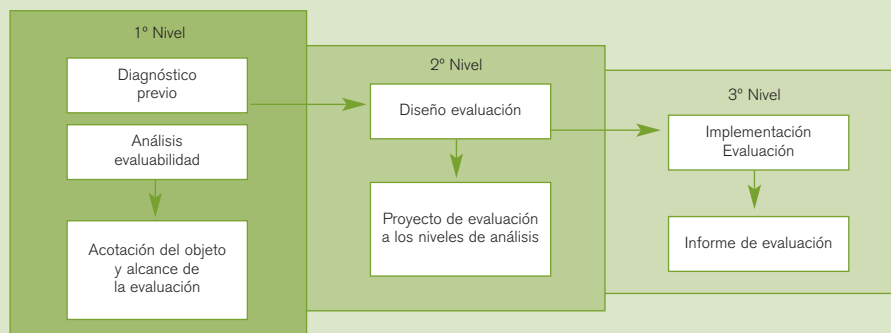 1º Nivel
Diagnóstico
previo
Análisis
evaluabilidad
Acotación del objeto
y alcance de
la evaluación
2º Nivel
Diseño evaluación
Proyecto de evaluación
a los niveles de análisis
3º Nivel
Implementación
Evaluación
Informe de evaluación